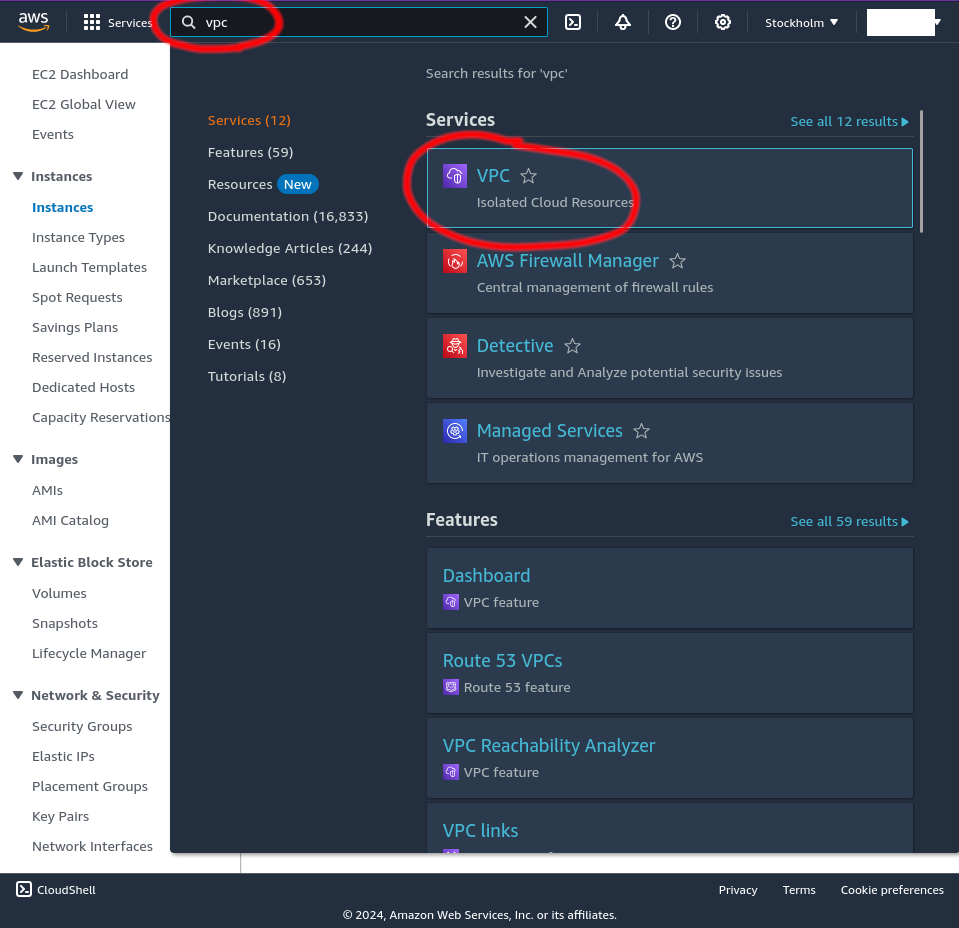 aws
Services
vpc
Stockholm
EC2 Dashboard
EC2 Global View
Events
Instances
Instances
Instance Types
Launch Templates
Spot Requests
Savings Plans
Reserved Instances
Dedicated Hosts
Capacity Reservations
Images
AMIs
AMI Catalog
Elastic Block Store
Volumes
Snapshots
Lifecycle Manager
Network & Security
Security Groups
Elastic IPs
Placement Groups
Key Pairs
Network Interfaces
Services (12)
Features (59)
Resources New
Documentation (16,833)
Knowledge Articles (244)
Marketplace (653)
Blogs (891)
Events (16)
Tutorials (8)
Search results for 'vpc'
Services
See all 12 results
VPC
Isolated Cloud Resources
AWS Firewall Manager
Central management of firewall rules
Detective
Investigate and Analyze potential security issues
Managed Services
IT operations management for AWS
Features
See all 59 results
Dashboard
VPC feature
Route 53 VPCs
Route 53 feature
VPC Reachability Analyzer
VPC feature
VPC links
CloudShell
Privacy
Terms
Cookie preferences
© 2024, Amazon Web Services, Inc. or its affiliates.